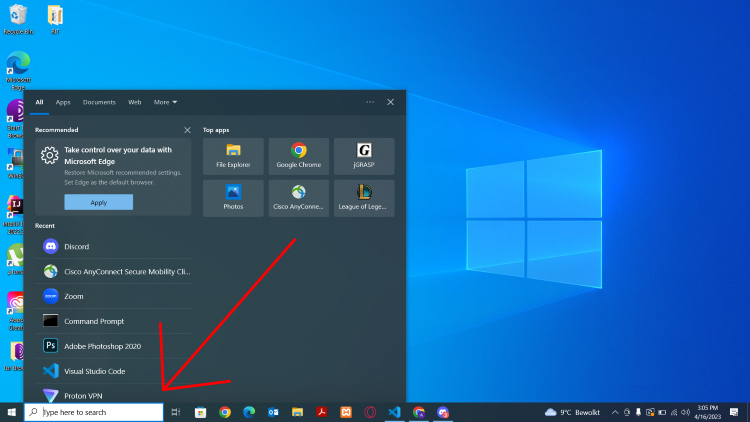 Recycle Bin
RIT
Microsoft
Edge
All Apps Documents Web More
Recommended
Take control over your data with
Microsoft Edge
Restore Microsoft recommended settings.
Set Edge as the default browser.
Apply
Top apps
File Explorer
Google Chrome
jGRASP
Photos
Cisco AnyConne...
League of Lege...
Recent
Discord
Cisco AnyConnect Secure Mobility Cli...
Zoom
Command Prompt
Adobe Photoshop 2020
Visual Studio Code
Proton VPN
Type here to search
9°C Bewolkt
3:05 PM
4/16/2023